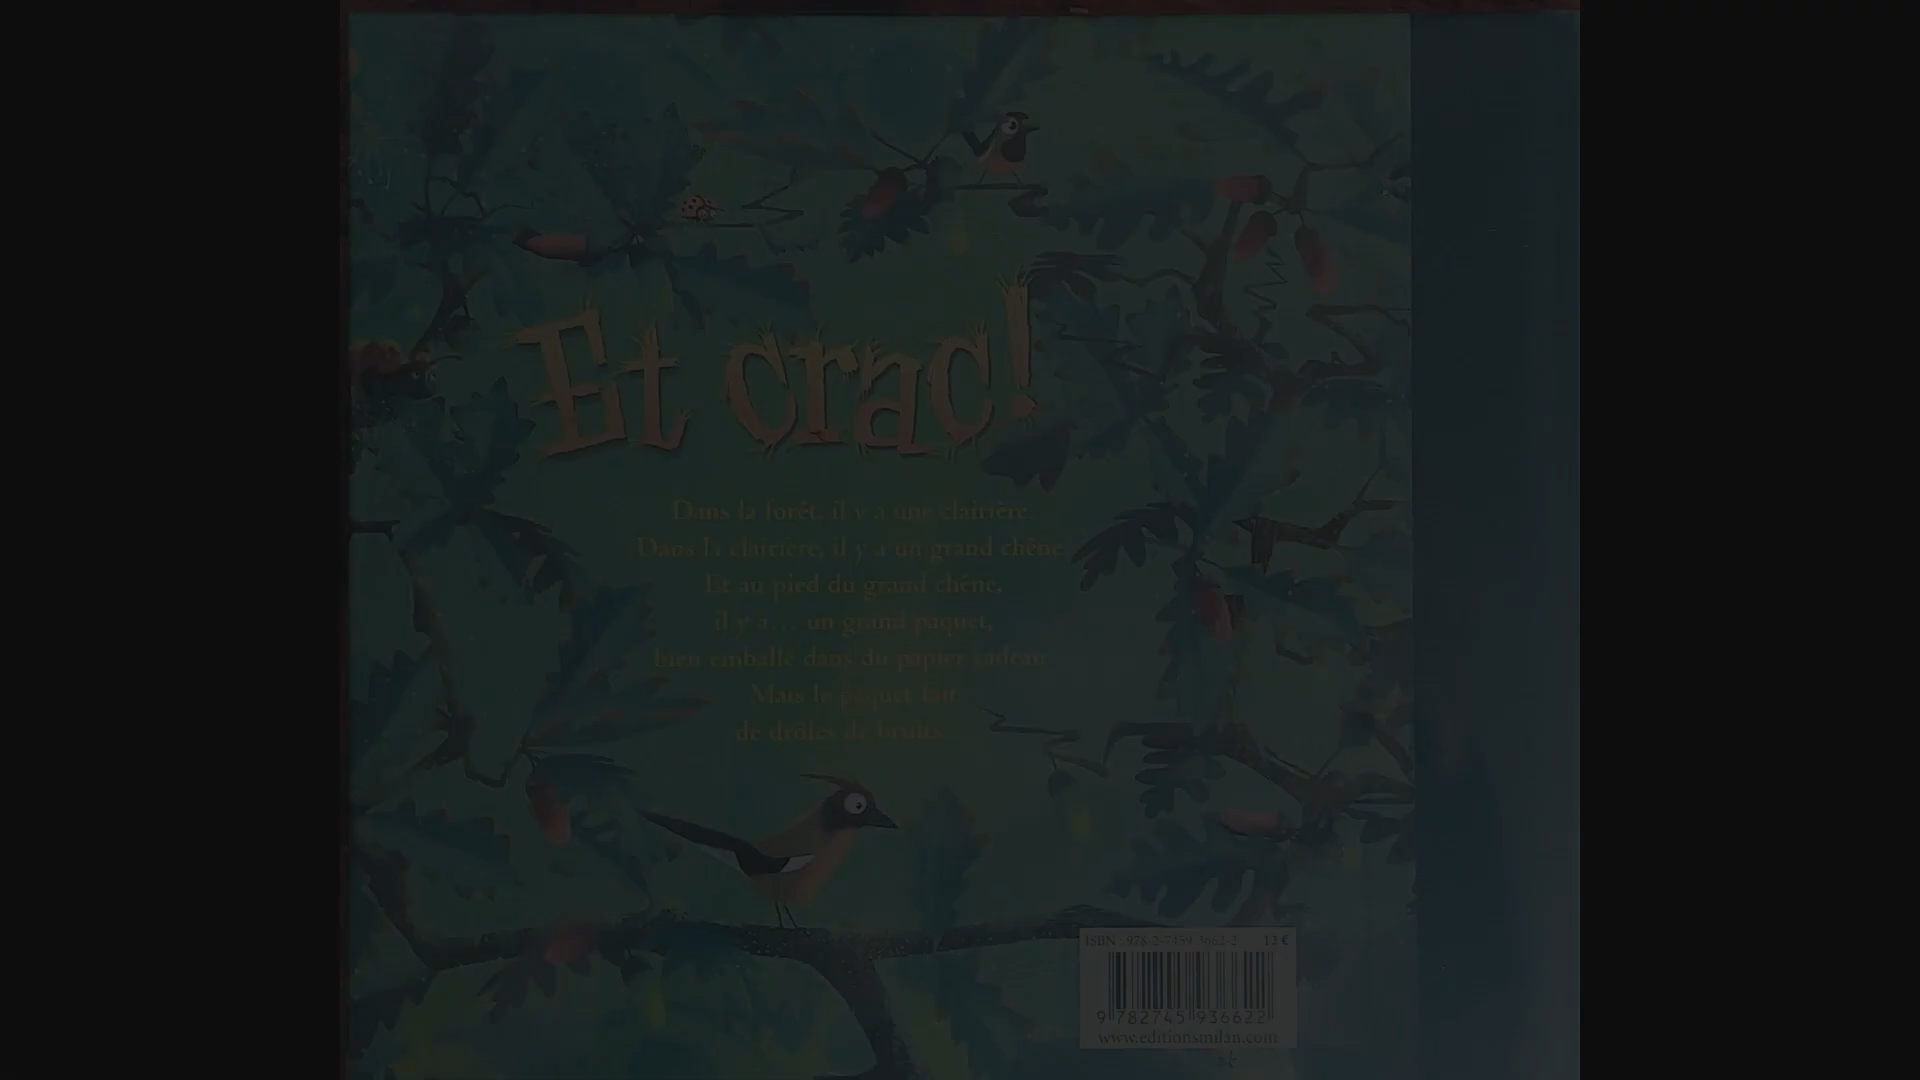 Et crac!
Dans la forêt, il y a une clairière.
Dans la clairière, il y a un grand chêne.
Et au pied du grand chêne,
il y a… un grand paquet,
bien emballé dans du papier cadeau.
Mais le paquet fait
de drôles de bruits…
ISBN : 978-2-7459-3662-2 12 €
9 782745 936622
www.editionsmilan.com